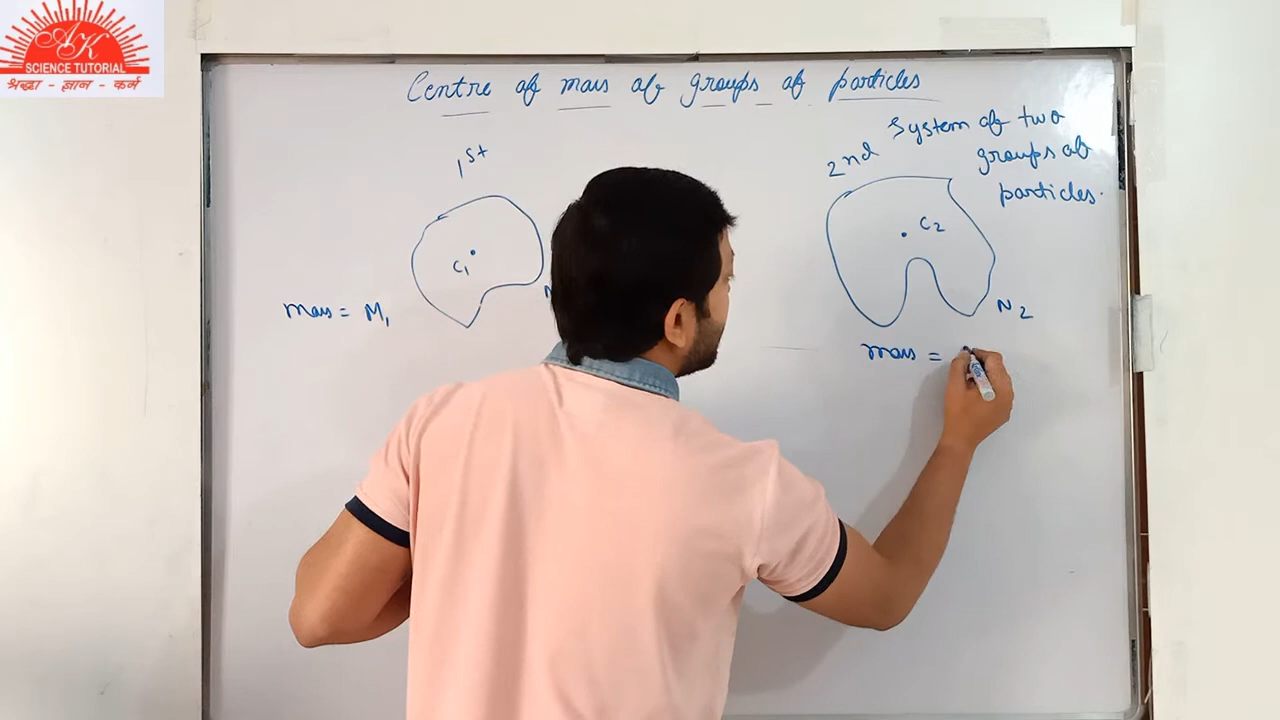 AK
SCIENCE TUTORIAL
श्रद्धा - ज्ञान - कर्म
Centre of mass of groups of particles
System of two
groups of
particles.
1st
2nd
C1
C2
mass = M1
N2
mass =